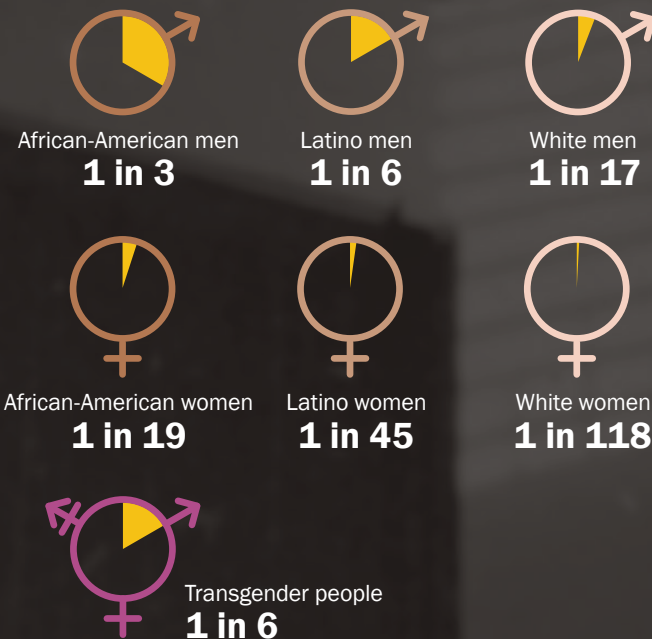 African-American men
1 in 3
Latino men
1 in 6
White men
1 in 17
African-American women
1 in 19
Latino women
1 in 45
White women
1 in 118
Transgender people
1 in 6